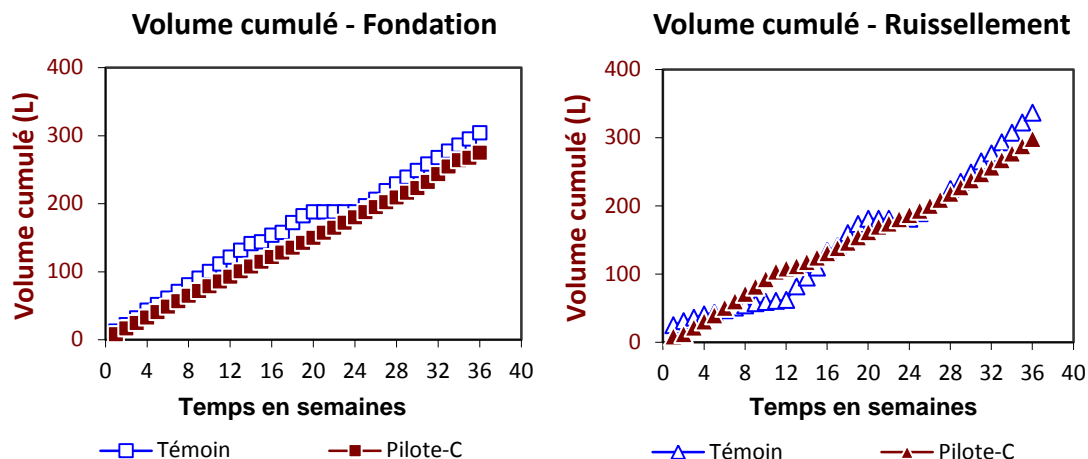 Volume cumulé - Fondation
Volume cumulé (L)
400
300
200
100
0
0 4 8 12 16 20 24 28 32 36 40
Temps en semaines
Témoin Pilote-C
Volume cumulé - Ruissellement
Volume cumulé (L)
400
300
200
100
0
0 4 8 12 16 20 24 28 32 36 40
Temps en semaines
Témoin Pilote-C